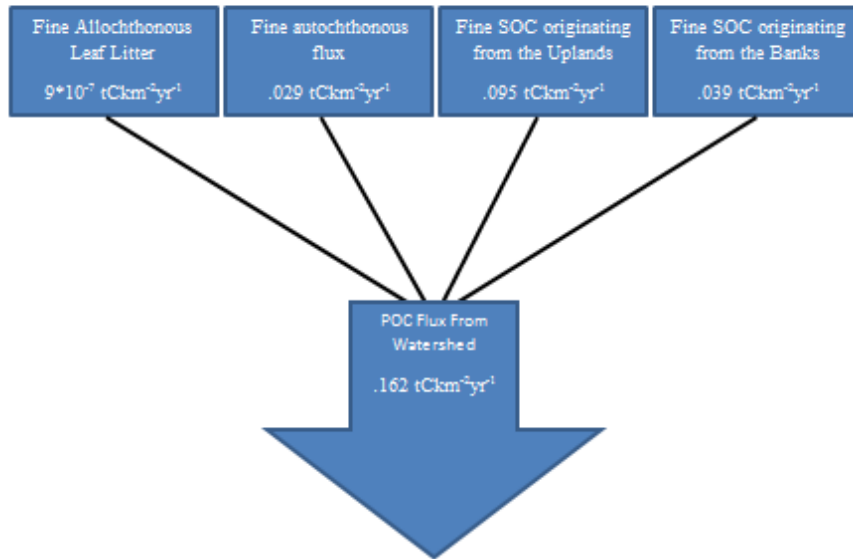 Fine Allochthonous
Leaf Litter
9*10⁻⁷ tCkm⁻²yr⁻¹
Fine autochthonous
flux
.029 tCkm⁻²yr⁻¹
Fine SOC originating
from the Uplands
.095 tCkm⁻²yr⁻¹
Fine SOC originating
from the Banks
.039 tCkm⁻²yr⁻¹
POC Flux From
Watershed
.162 tCkm⁻²yr⁻¹